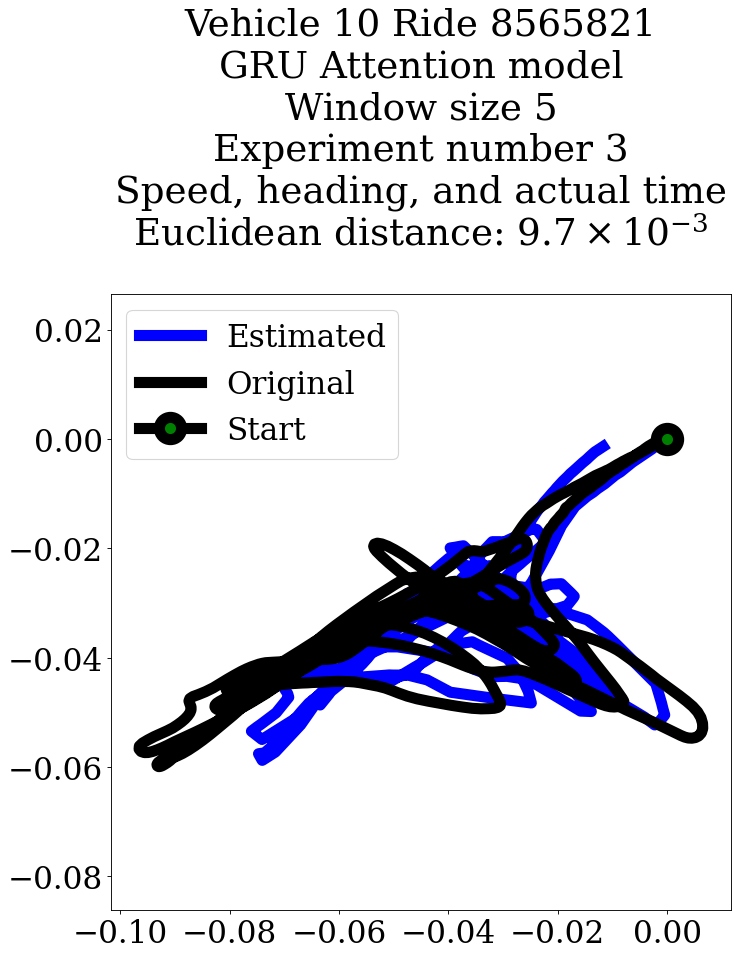 Vehicle 10 Ride 8565821
GRU Attention model
Window size 5
Experiment number 3
Speed, heading, and actual time
Euclidean distance: 9.7 × 10⁻³
Estimated
Original
Start
0.02
0.00
−0.02
−0.04
−0.06
−0.08
−0.10 −0.08 −0.06 −0.04 −0.02 0.00